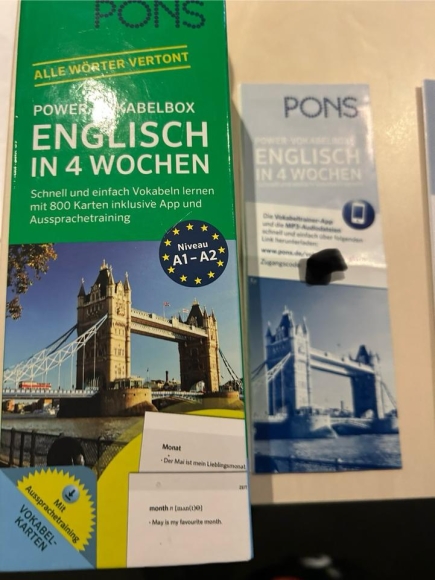 PONS
ALLE WÖRTER VERTONT
POWER-VOKABELBOX
ENGLISCH
IN 4 WOCHEN
Schnell und einfach Vokabeln lernen
mit 800 Karten inklusive App und
Aussprachetraining
Niveau
A1–A2
Monat
· Der Mai ist mein Lieblingsmonat.
month n
· May is my favourite month.
Mit
Aussprachetraining
VOKABEL-
KARTEN
PONS
POWER-VOKABELBOX
ENGLISCH
IN 4 WOCHEN
Die Vokabeltrainer-App
und die MP3-Audiodateien
schnell und einfach über folgenden
Link herunterladen:
www.pons.de/
Zugangscode